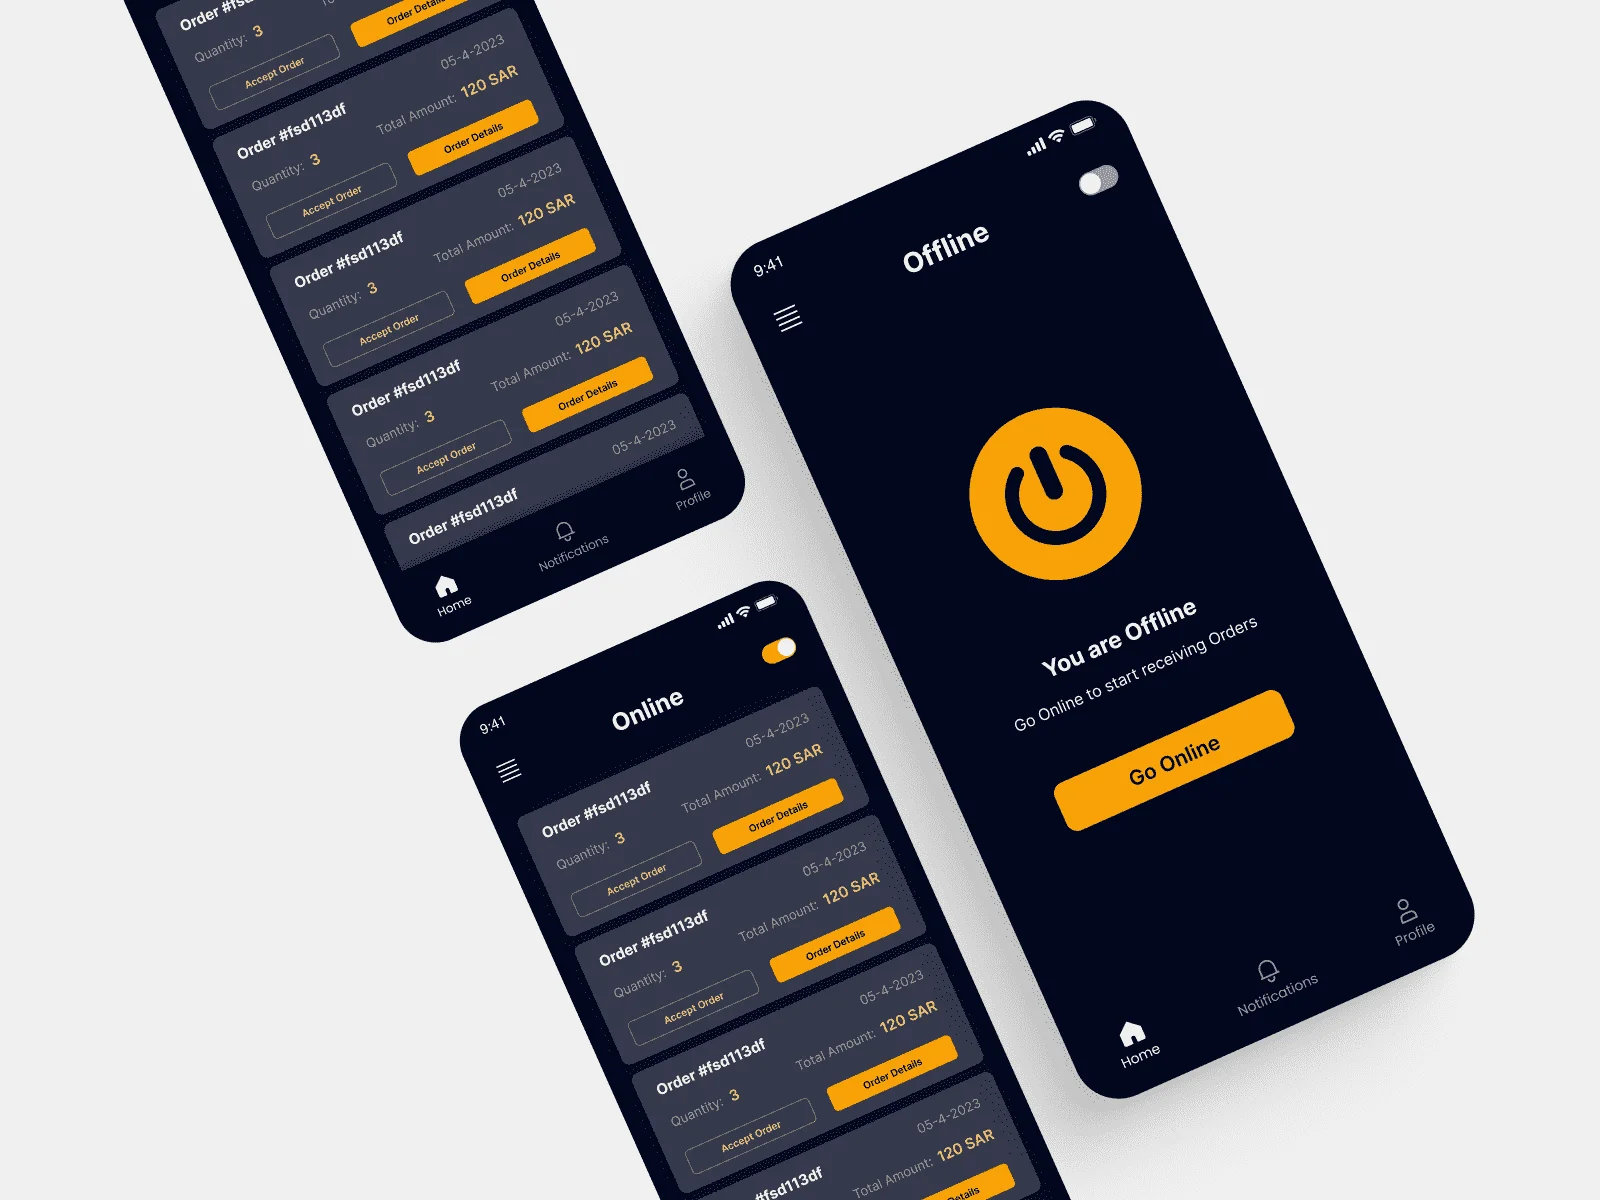 Order #fsd
Quantity: 3
Accept Order
Order Details
05-4-2023
Order #fsd113df
Total Amount: 120 SAR
Quantity: 3
Accept Order
Order Details
05-4-2023
Order #fsd113df
Total Amount: 120 SAR
Quantity: 3
Accept Order
Order Details
05-4-2023
Order #fsd113df
Total Amount: 120 SAR
Quantity: 3
Accept Order
Order Details
05-4-2023
Order #fsd113df
Home
Notifications
Profile
9:41
Online
05-4-2023
Order #fsd113df
Total Amount: 120 SAR
Quantity: 3
Accept Order
Order Details
05-4-2023
Order #fsd113df
Total Amount: 120 SAR
Quantity: 3
Accept Order
Order Details
05-4-2023
Order #fsd113df
Total Amount: 120 SAR
Quantity: 3
Accept Order
Order Details
05-4-2023
#fsd113df
Total Amount: 120 SAR
Details
9:41
Offline
You are Offline
Go Online to start receiving Orders
Go Online
Home
Notifications
Profile